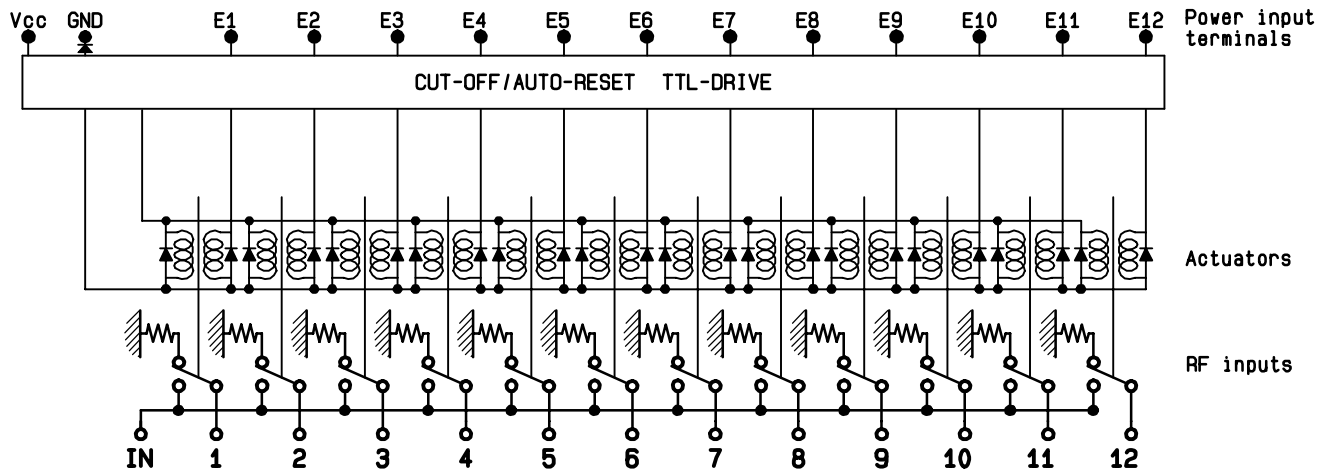 Vcc GND E1 E2 E3 E4 E5 E6 E7 E8 E9 E10 E11 E12 Power input
terminals
CUT-OFF/AUTO-RESET TTL-DRIVE
Actuators
RF inputs
IN 1 2 3 4 5 6 7 8 9 10 11 12